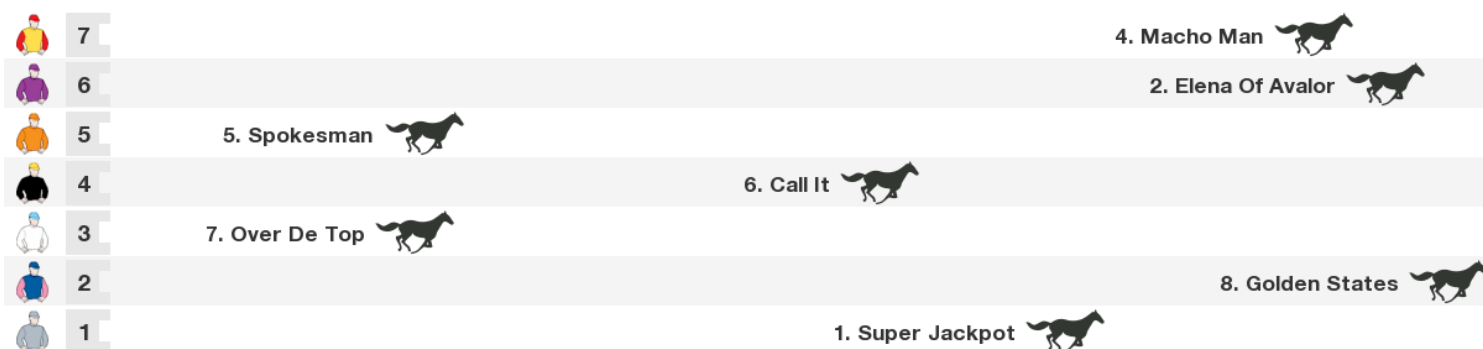 7 4. Macho Man
6 2. Elena Of Avalor
5 5. Spokesman
4 6. Call It
3 7. Over De Top
2 8. Golden States
1 1. Super Jackpot